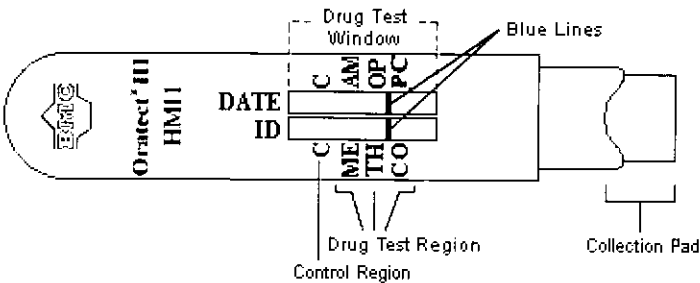 Drug Test
Window
Blue Lines
C AM OP PC
DATE
ID
C ME TH CO
BMC
Oratect® III
HM11
Drug Test Region
Control Region
Collection Pad